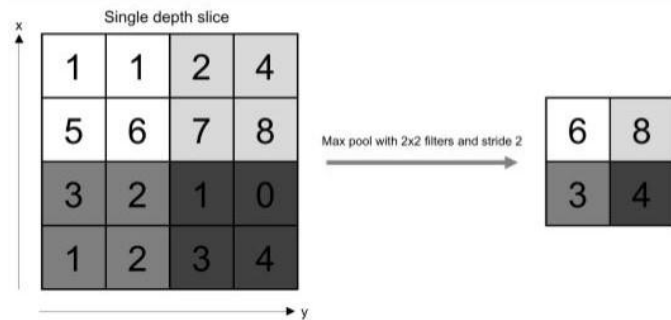 Single depth slice
x
1 1 2 4
5 6 7 8
3 2 1 0
1 2 3 4
y
Max pool with 2x2 filters and stride 2
6 8
3 4